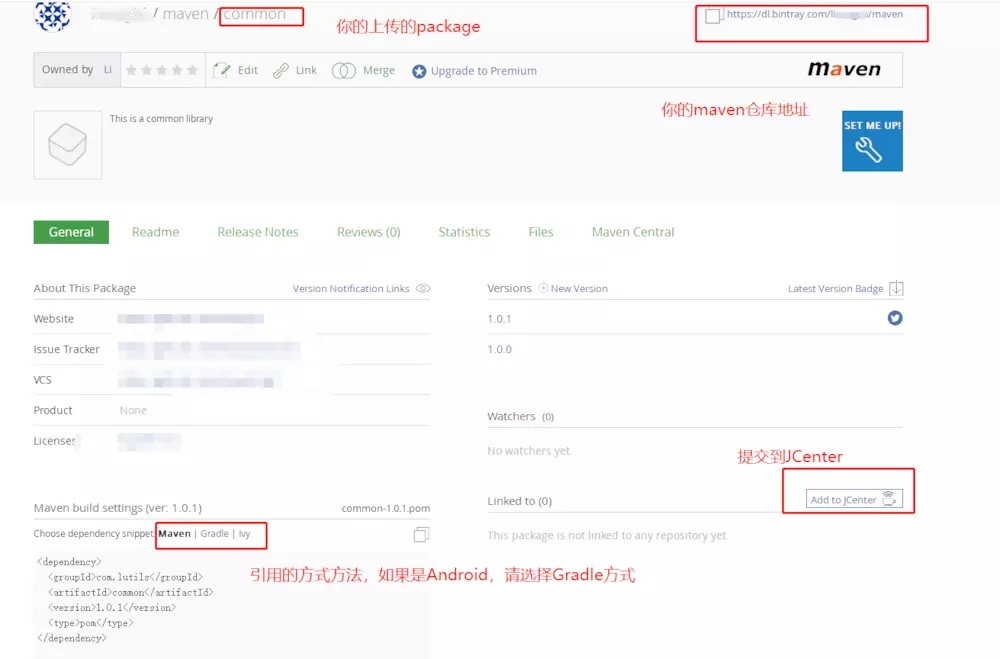 / maven / common
你的上传的package
https://dl.bintray.com/li /maven
Owned by Li
Edit
Link
Merge
Upgrade to Premium
maven
你的maven仓库地址
This is a common library
SET ME UP!
General
Readme
Release Notes
Reviews (0)
Statistics
Files
Maven Central
About This Package
Version Notification Links
Website
Issue Tracker
VCS
Product None
Licenses
Versions
New Version
Latest Version Badge
1.0.1
1.0.0
Watchers (0)
No watchers yet.
提交到JCenter
Linked to (0)
Add to JCenter
This package is not linked to any repository yet.
Maven build settings (ver: 1.0.1)
common-1.0.1.pom
Choose dependency snippet: Maven | Gradle | Ivy
引用的方式方法，如果是Android，请选择Gradle方式
<dependency>
<groupId>com.lutils</groupId>
<artifactId>common</artifactId>
<version>1.0.1</version>
<type>pom</type>
</dependency>